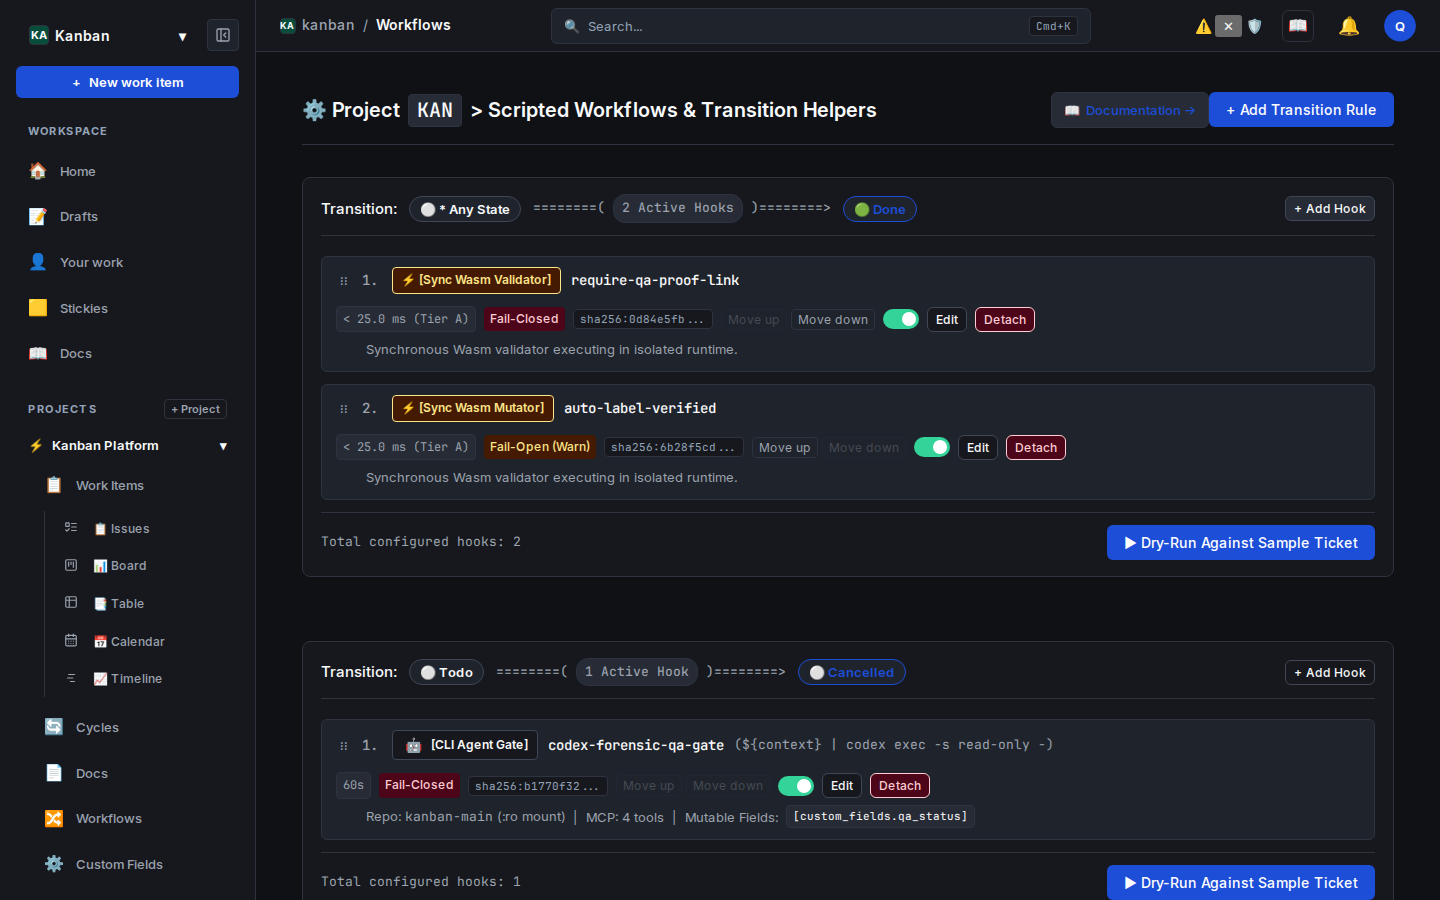 KA Kanban ▼
+ New work item
WORKSPACE
🏠 Home
📝 Drafts
👤 Your work
🟨 Stickies
📖 Docs
PROJECTS + Project
⚡ Kanban Platform ▼
📋 Work Items
📋 Issues
📊 Board
📑 Table
📅 Calendar
📈 Timeline
🔄 Cycles
📄 Docs
🔀 Workflows
⚙️ Custom Fields
KA kanban / Workflows
🔍 Search... Cmd+K
⚠️ ✕ 🛡️ 📖 🔔 Q
⚙️ Project KAN > Scripted Workflows & Transition Helpers
📖 Documentation →
+ Add Transition Rule
Transition: ⚪ * Any State ========( 2 Active Hooks )========> 🟢 Done + Add Hook
⠿ 1. ⚡ [Sync Wasm Validator] require-qa-proof-link
< 25.0 ms (Tier A) Fail-Closed sha256:0d84e5fb... Move up Move down Edit Detach
Synchronous Wasm validator executing in isolated runtime.
⠿ 2. ⚡ [Sync Wasm Mutator] auto-label-verified
< 25.0 ms (Tier A) Fail-Open (Warn) sha256:6b28f5cd... Move up Move down Edit Detach
Synchronous Wasm validator executing in isolated runtime.
Total configured hooks: 2
▶ Dry-Run Against Sample Ticket
Transition: ⚪ Todo ========( 1 Active Hook )========> ⚪ Cancelled + Add Hook
⠿ 1. 🤖 [CLI Agent Gate] codex-forensic-qa-gate (${context} | codex exec -s read-only -)
60s Fail-Closed sha256:b1770f32... Move up Move down Edit Detach
Repo: kanban-main (:ro mount) | MCP: 4 tools | Mutable Fields: [custom_fields.qa_status]
Total configured hooks: 1
▶ Dry-Run Against Sample Ticket